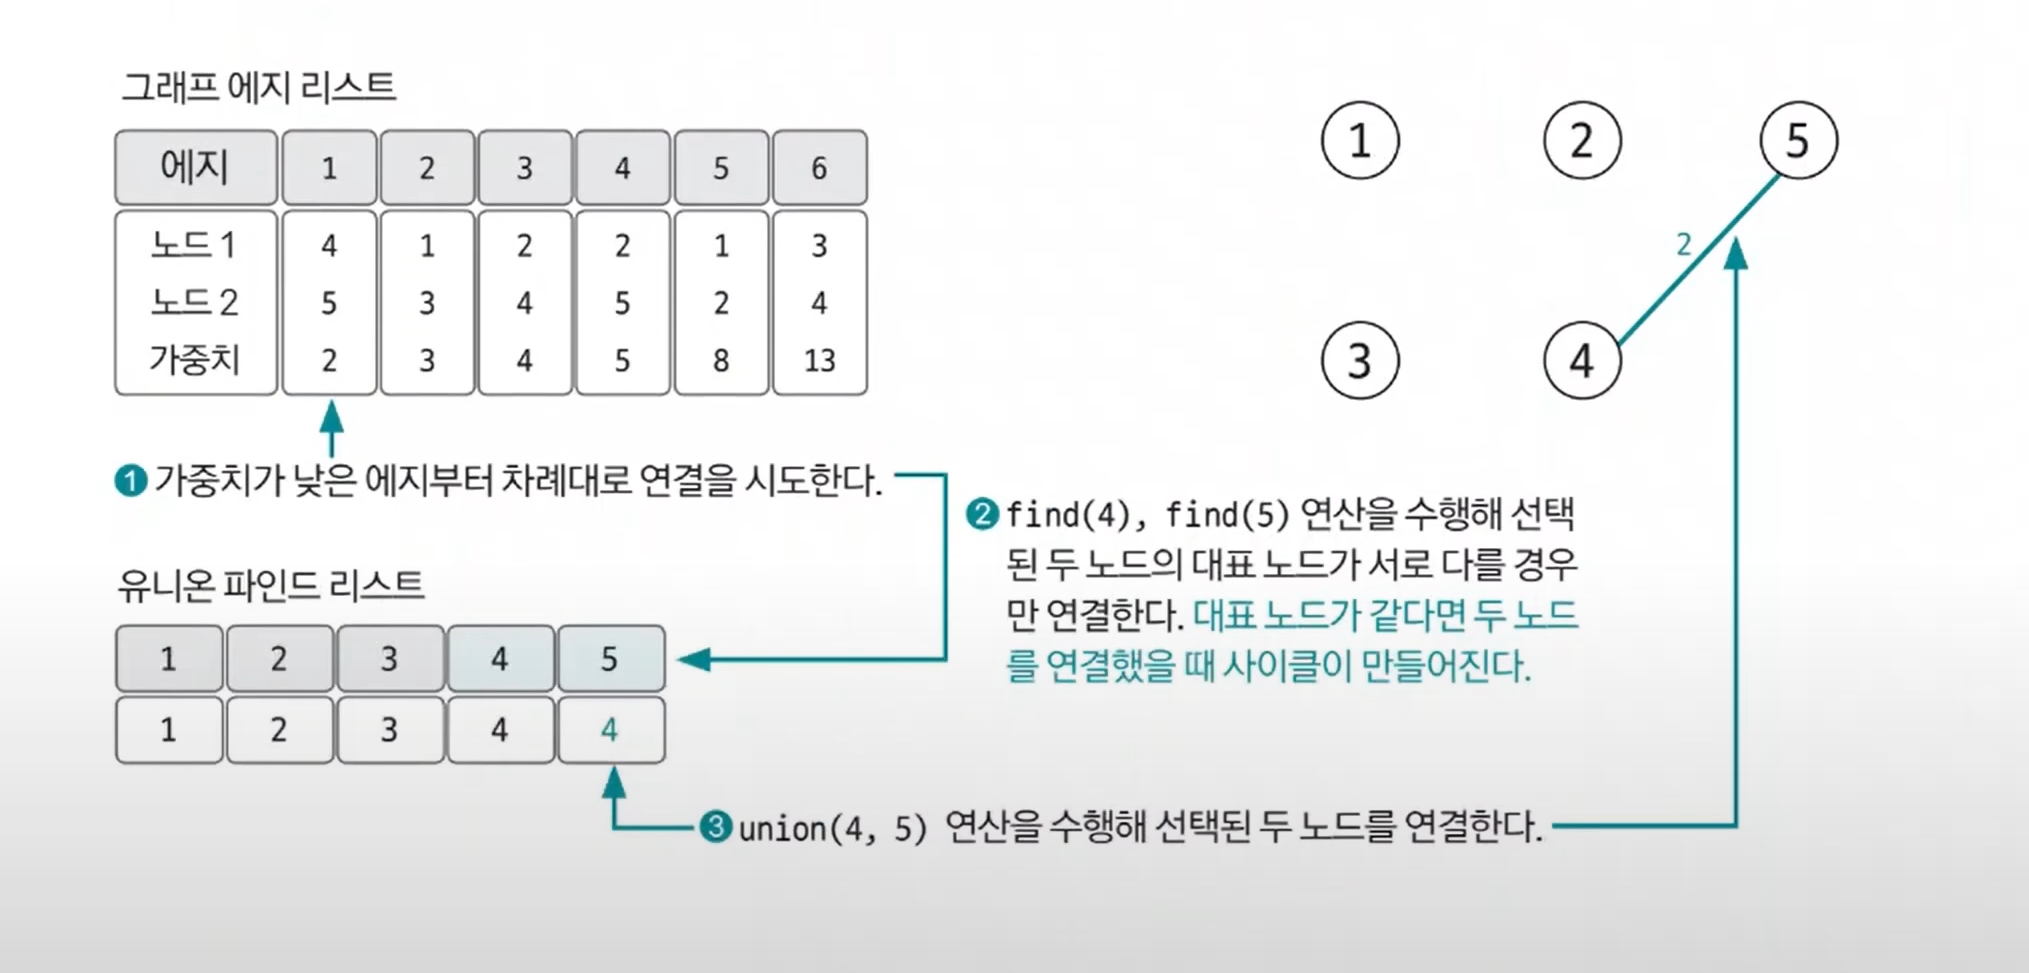 그래프 에지 리스트
에지 1 2 3 4 5 6
노드 1 4 1 2 2 1 3
노드 2 5 3 4 5 2 4
가중치 2 3 4 5 8 13
1 가중치가 낮은 에지부터 차례대로 연결을 시도한다.
유니온 파인드 리스트
1 2 3 4 5
1 2 3 4 4
1 2 5
2
3 4
2 find(4), find(5) 연산을 수행해 선택
된 두 노드의 대표 노드가 서로 다를 경우
만 연결한다. 대표 노드가 같다면 두 노드
를 연결했을 때 사이클이 만들어진다.
3 union(4, 5) 연산을 수행해 선택된 두 노드를 연결한다.